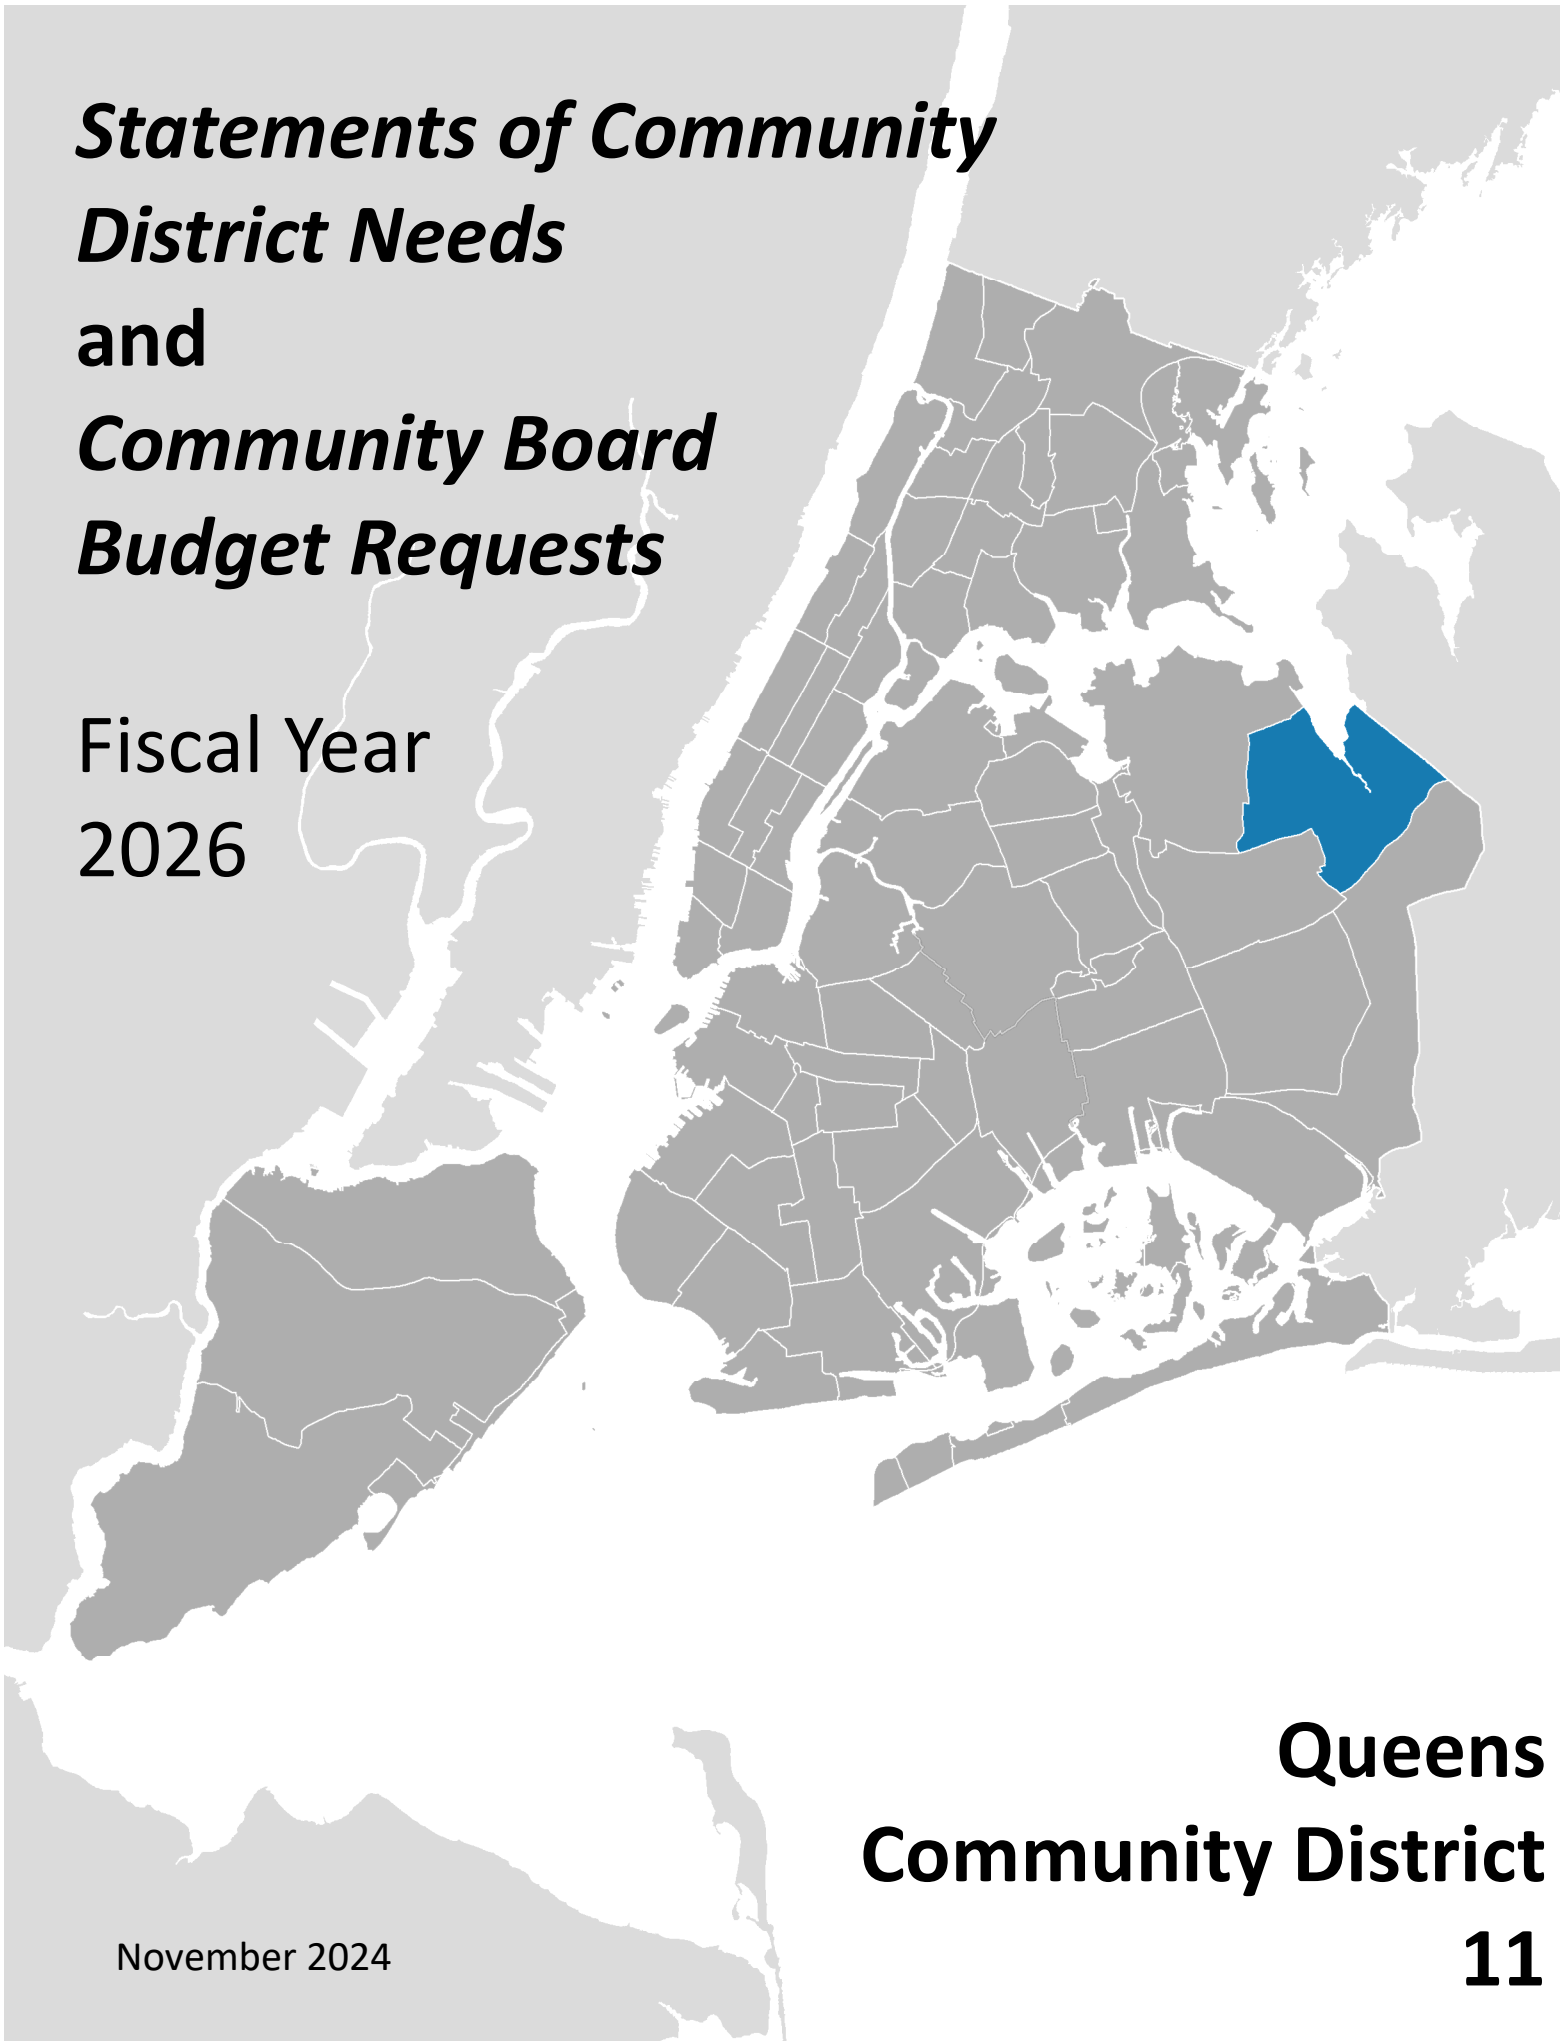 Statements of Community
District Needs
and
Community Board
Budget Requests
Fiscal Year
2026
Queens
Community District
11
November 2024